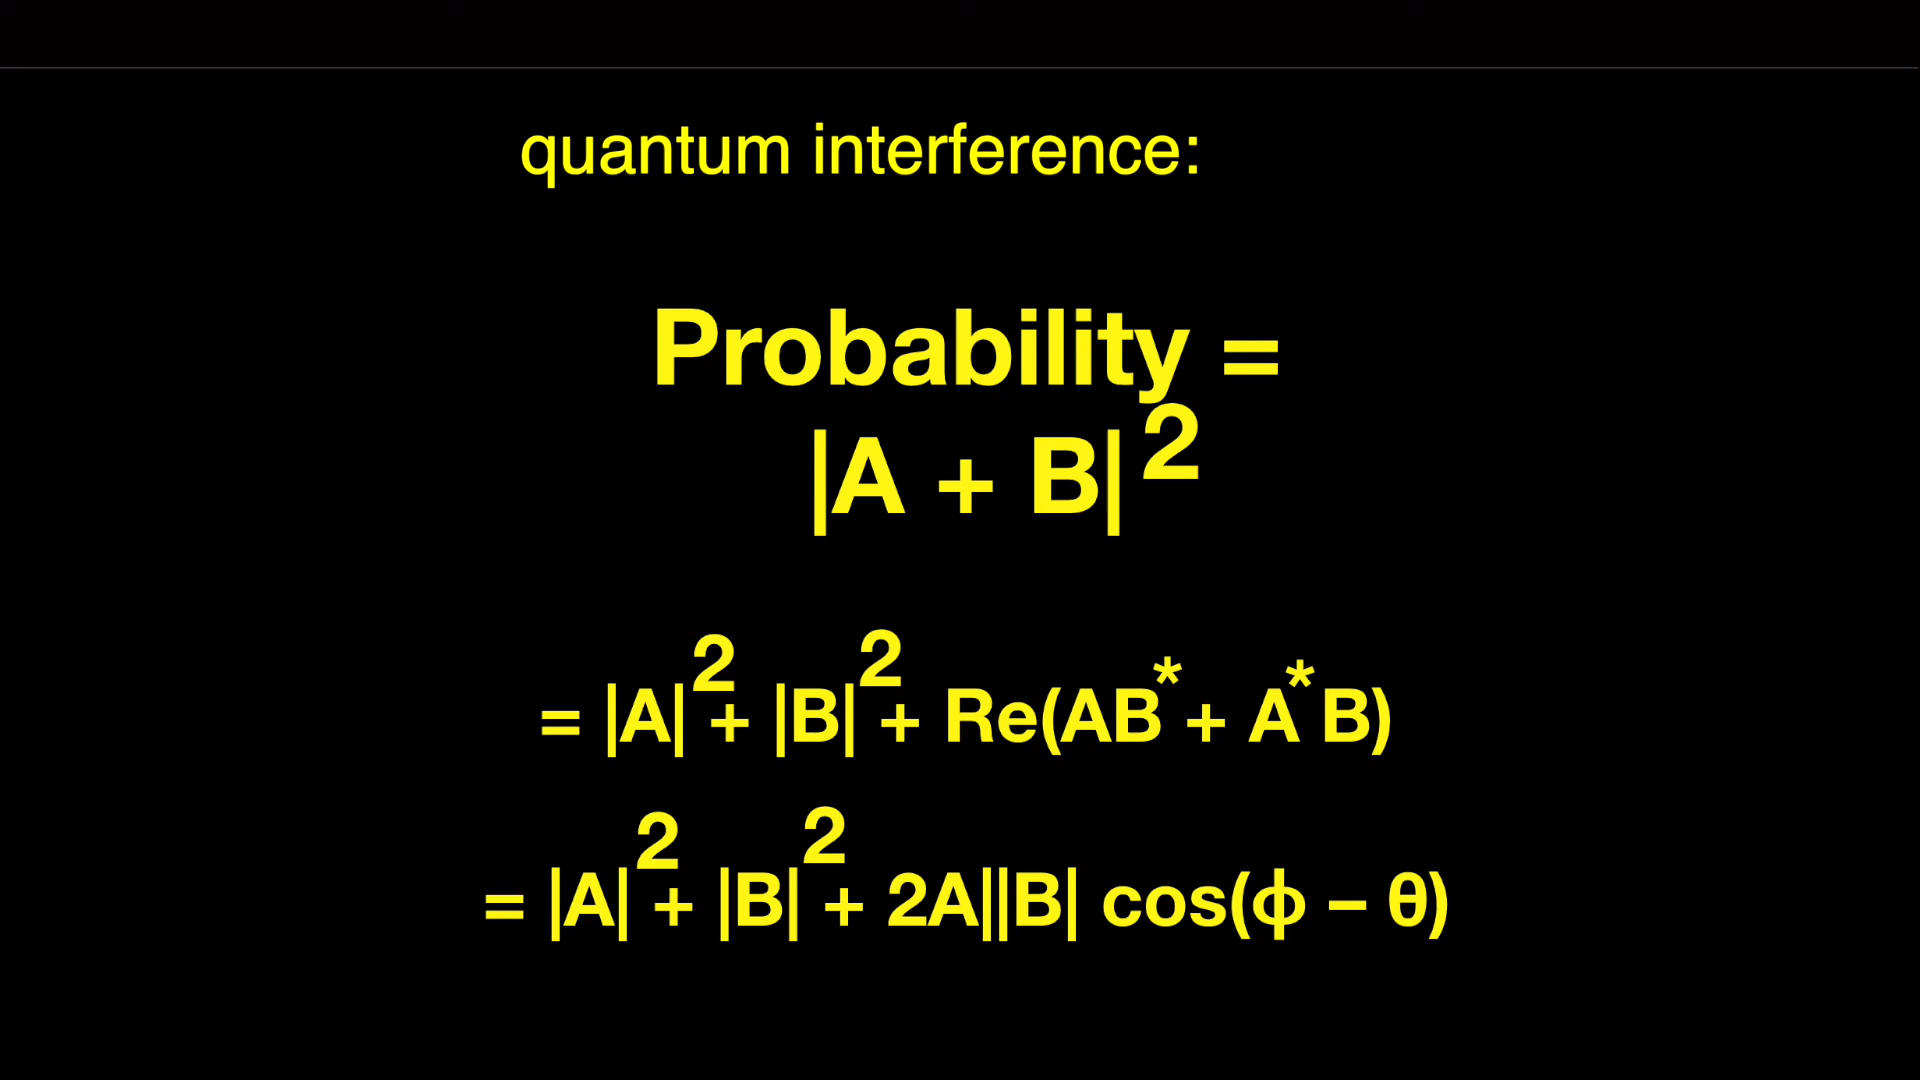 quantum interference:
Probability =
|A + B|²
= |A|² + |B|² + Re(AB* + A*B)
= |A|² + |B|² + 2A||B| cos(ϕ − θ)